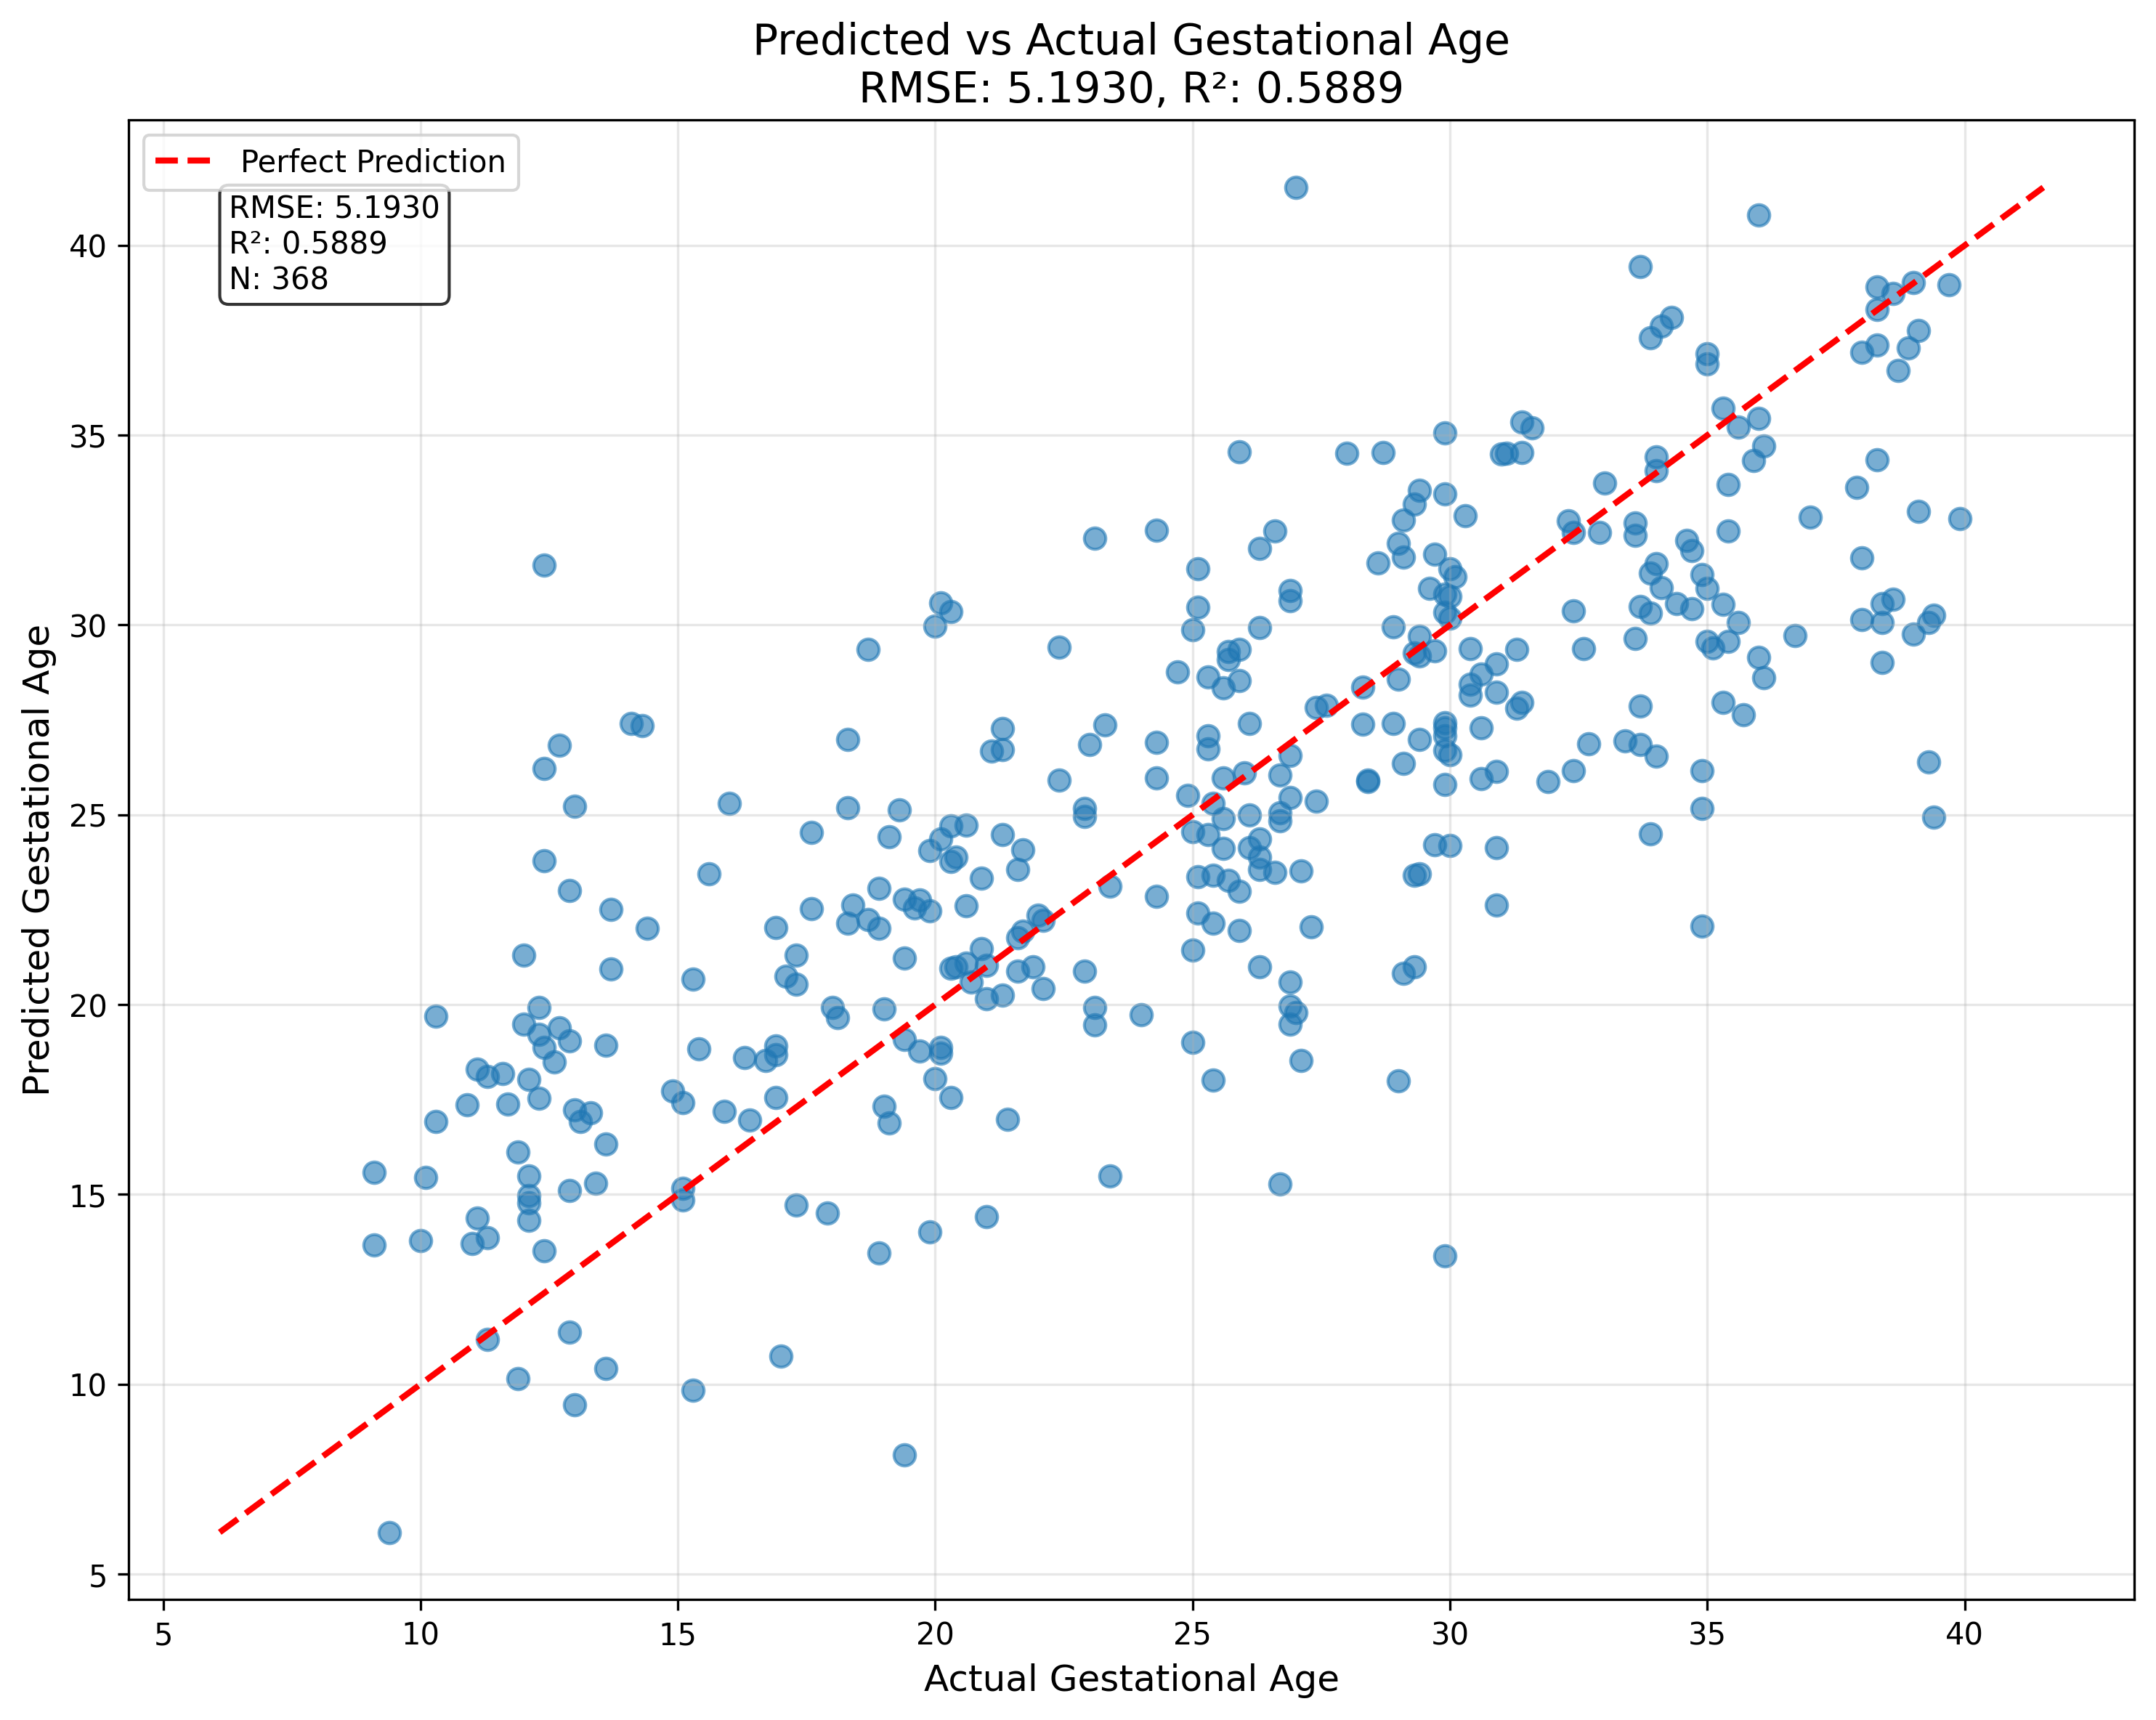 Predicted vs Actual Gestational Age
RMSE: 5.1930, R²: 0.5889
Perfect Prediction
RMSE: 5.1930
R²: 0.5889
N: 368
40
35
30
25
20
15
10
5
Predicted Gestational Age
5 10 15 20 25 30 35 40
Actual Gestational Age